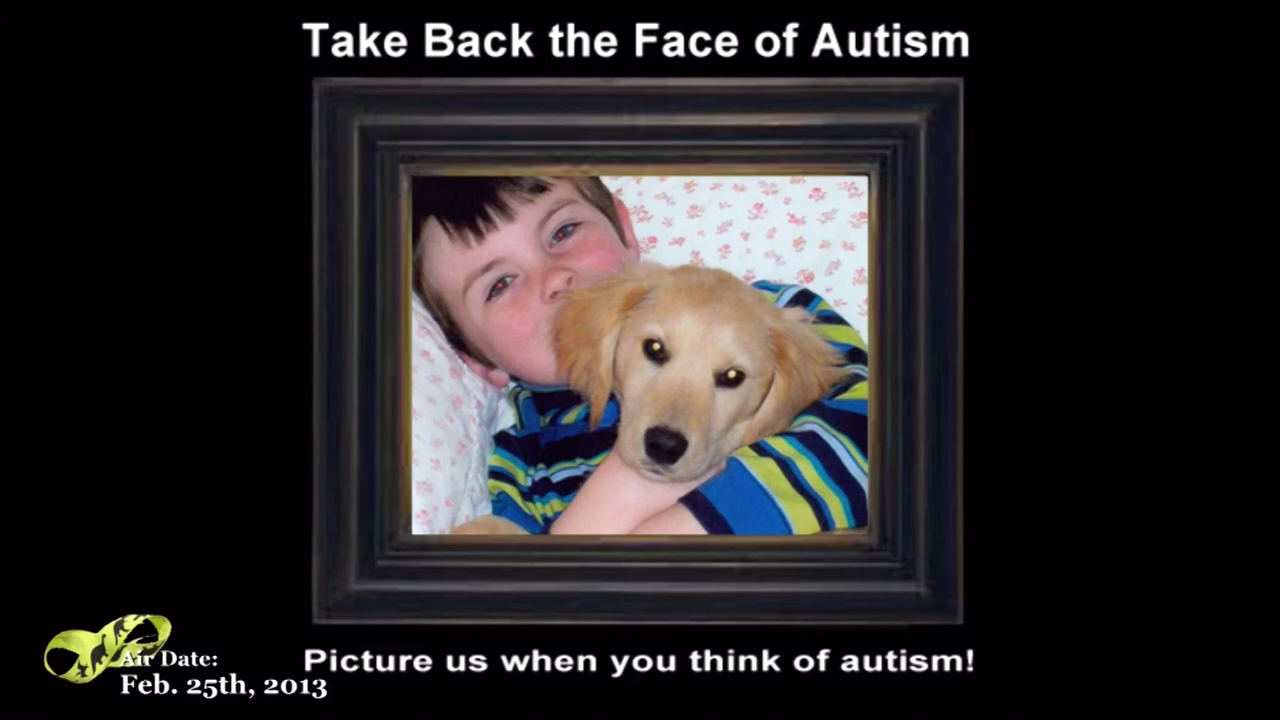 Take Back the Face of Autism
Air Date:
Feb. 25th, 2013
Picture us when you think of autism!